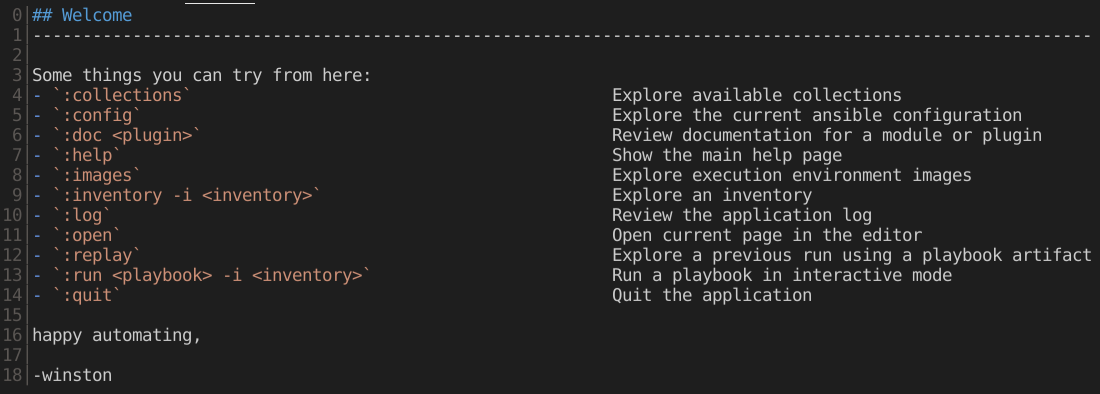 0 ## Welcome
1 ----------------------------------------------------------------------------------------------------------
2
3 Some things you can try from here:
4 - `:collections` Explore available collections
5 - `:config` Explore the current ansible configuration
6 - `:doc <plugin>` Review documentation for a module or plugin
7 - `:help` Show the main help page
8 - `:images` Explore execution environment images
9 - `:inventory -i <inventory>` Explore an inventory
10 - `:log` Review the application log
11 - `:open` Open current page in the editor
12 - `:replay` Explore a previous run using a playbook artifact
13 - `:run <playbook> -i <inventory>` Run a playbook in interactive mode
14 - `:quit` Quit the application
15
16 happy automating,
17
18 -winston